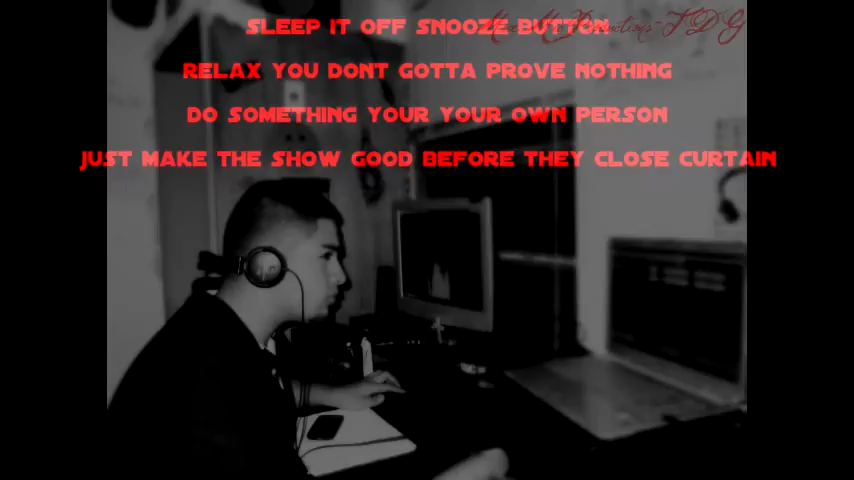 SLEEP IT OFF SNOOZE BUTTON
RELAX YOU DONT GOTTA PROVE NOTHING
DO SOMETHING YOUR YOUR OWN PERSON
JUST MAKE THE SHOW GOOD BEFORE THEY CLOSE CURTAIN